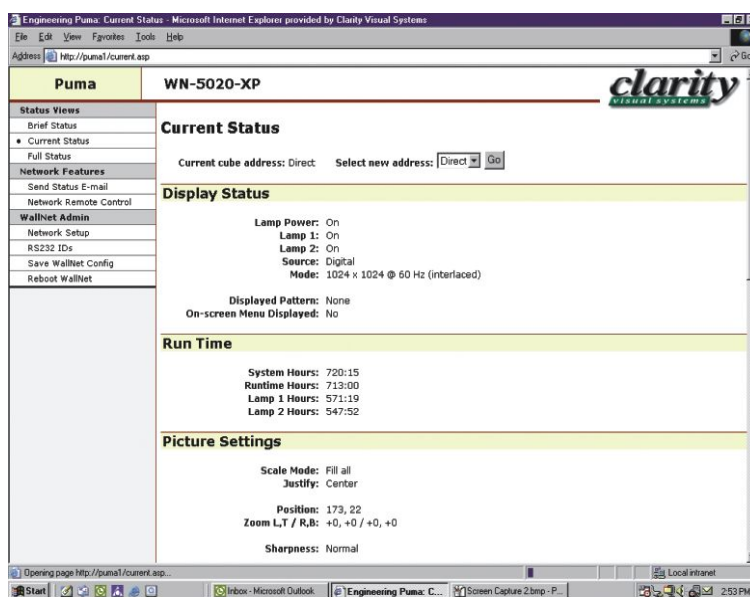 Engineering Puma: Current Status - Microsoft Internet Explorer provided by Clarity Visual Systems
File Edit View Favorites Tools Help
Address http://puma1/current.asp Go
Puma
WN-5020-XP
clarity
visual systems
Status Views
Brief Status
• Current Status
Full Status
Network Features
Send Status E-mail
Network Remote Control
WallNet Admin
Network Setup
RS232 IDs
Save WallNet Config
Reboot WallNet
Current Status
Current cube address: Direct Select new address: Direct Go
Display Status
Lamp Power: On
Lamp 1: On
Lamp 2: On
Source: Digital
Mode: 1024 x 1024 @ 60 Hz (interlaced)
Displayed Pattern: None
On-screen Menu Displayed: No
Run Time
System Hours: 720:15
Runtime Hours: 713:00
Lamp 1 Hours: 571:19
Lamp 2 Hours: 547:52
Picture Settings
Scale Mode: Fill all
Justify: Center
Position: 173, 22
Zoom L,T / R,B: +0, +0 / +0, +0
Sharpness: Normal
Opening page http://puma1/current.asp... Local intranet
Start Inbox - Microsoft Outlook Engineering Puma: C... Screen Capture 2.bmp - P... 2:53 PM